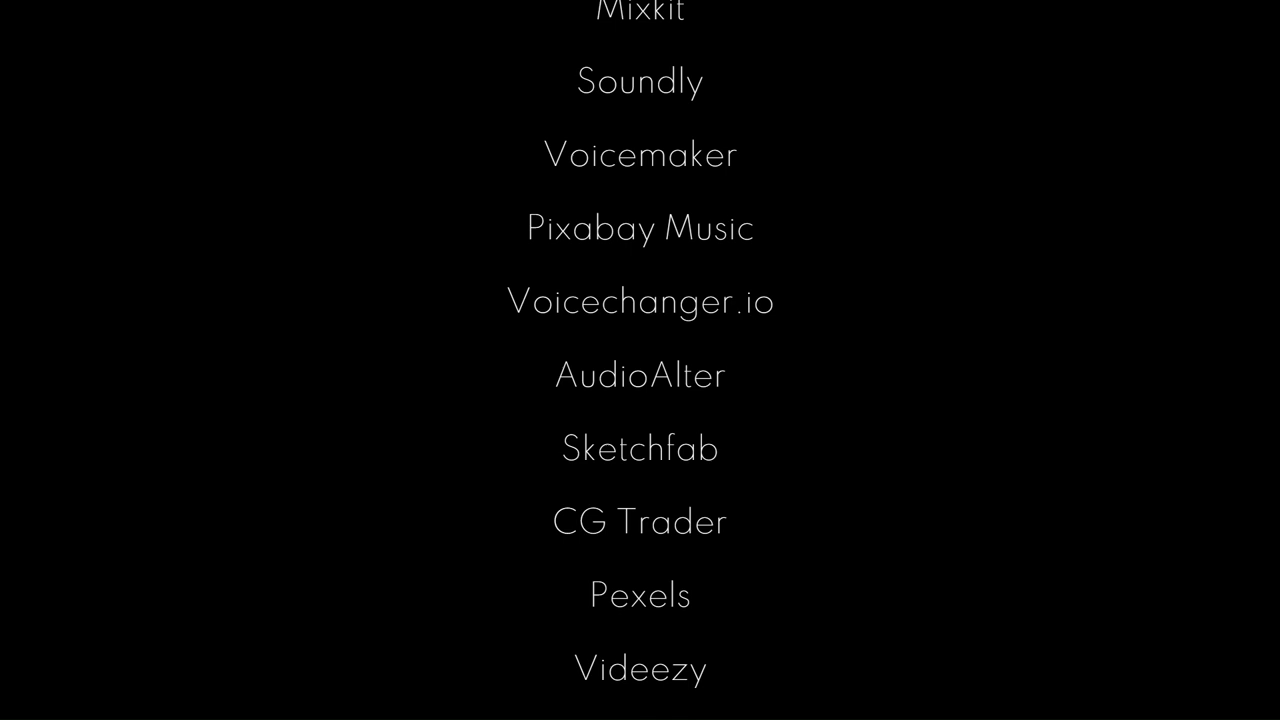 Mixkit
Soundly
Voicemaker
Pixabay Music
Voicechanger.io
AudioAlter
Sketchfab
CG Trader
Pexels
Videezy